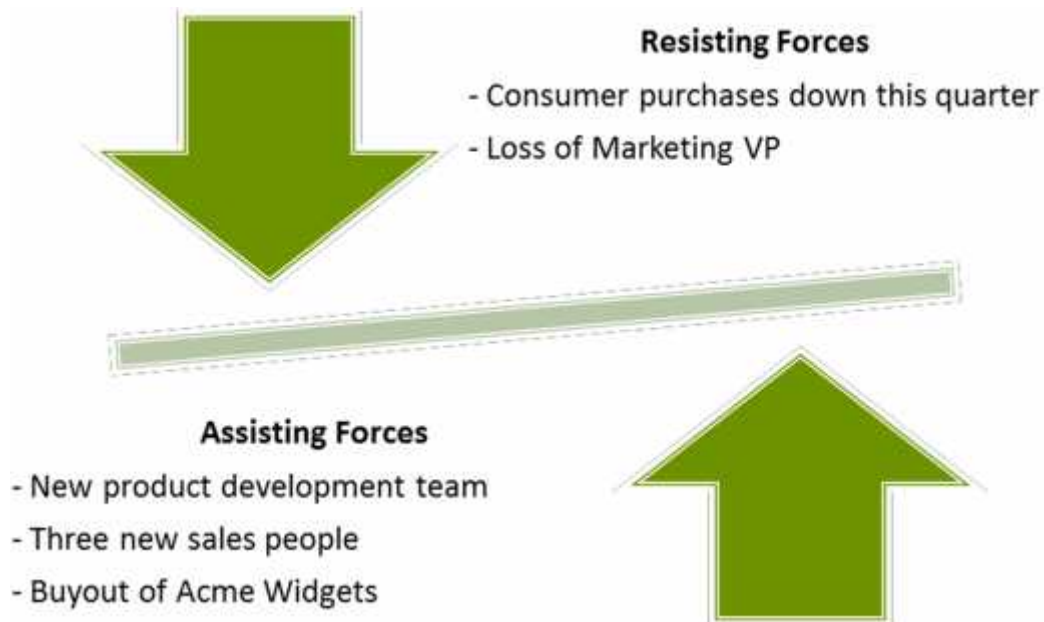 Resisting Forces
- Consumer purchases down this quarter
- Loss of Marketing VP
Assisting Forces
- New product development team
- Three new sales people
- Buyout of Acme Widgets